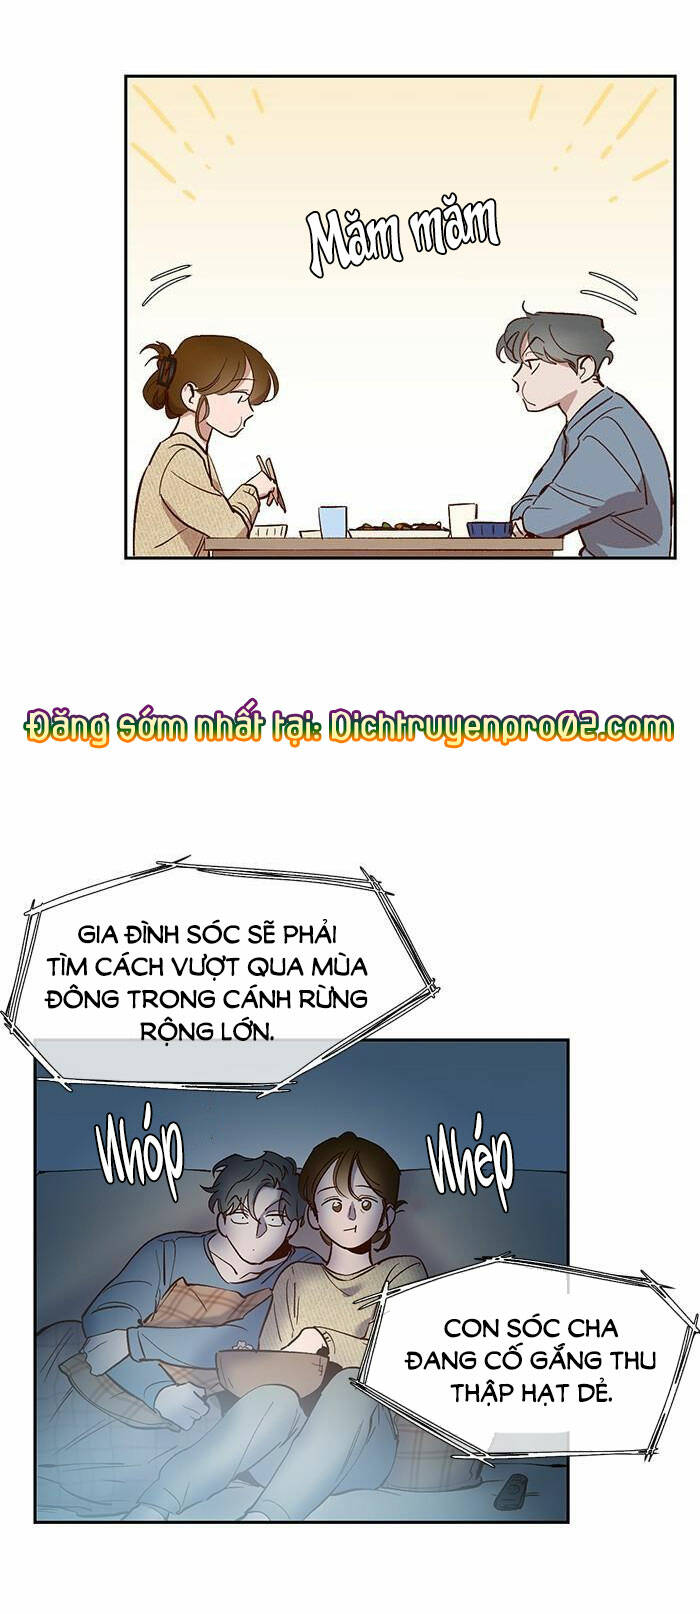 Măm măm
Đăng sớm nhất tại: Dichtruyenpro02.com
GIA ĐÌNH SÓC SẼ PHẢI
TÌM CÁCH VƯỢT QUA MÙA
ĐÔNG TRONG CÁNH RỪNG
RỘNG LỚN.
Nhóp
Nhép
CON SÓC CHA
ĐANG CỐ GẮNG THU
THẬP HẠT DẺ.